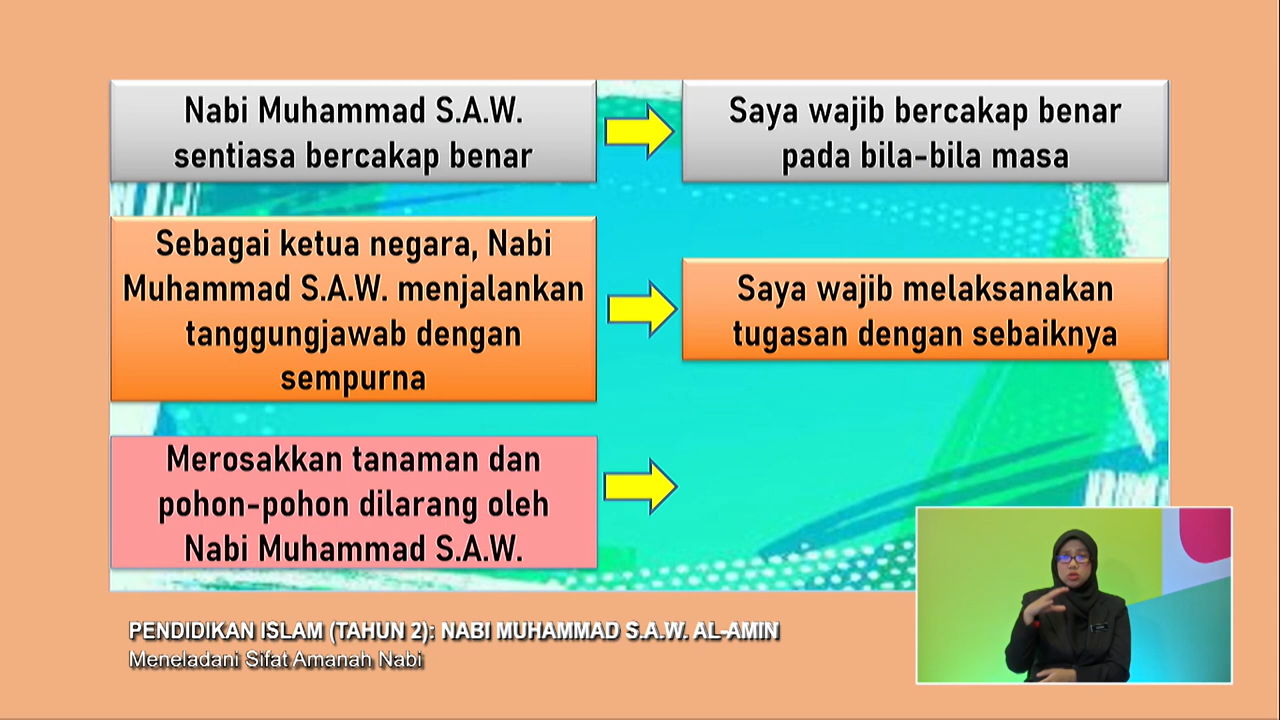 Nabi Muhammad S.A.W.
sentiasa bercakap benar
Saya wajib bercakap benar
pada bila-bila masa
Sebagai ketua negara, Nabi
Muhammad S.A.W. menjalankan
tanggungjawab dengan
sempurna
Saya wajib melaksanakan
tugasan dengan sebaiknya
Merosakkan tanaman dan
pohon-pohon dilarang oleh
Nabi Muhammad S.A.W.
PENDIDIKAN ISLAM (TAHUN 2): NABI MUHAMMAD S.A.W. AL-AMIN
Meneladani Sifat Amanah Nabi